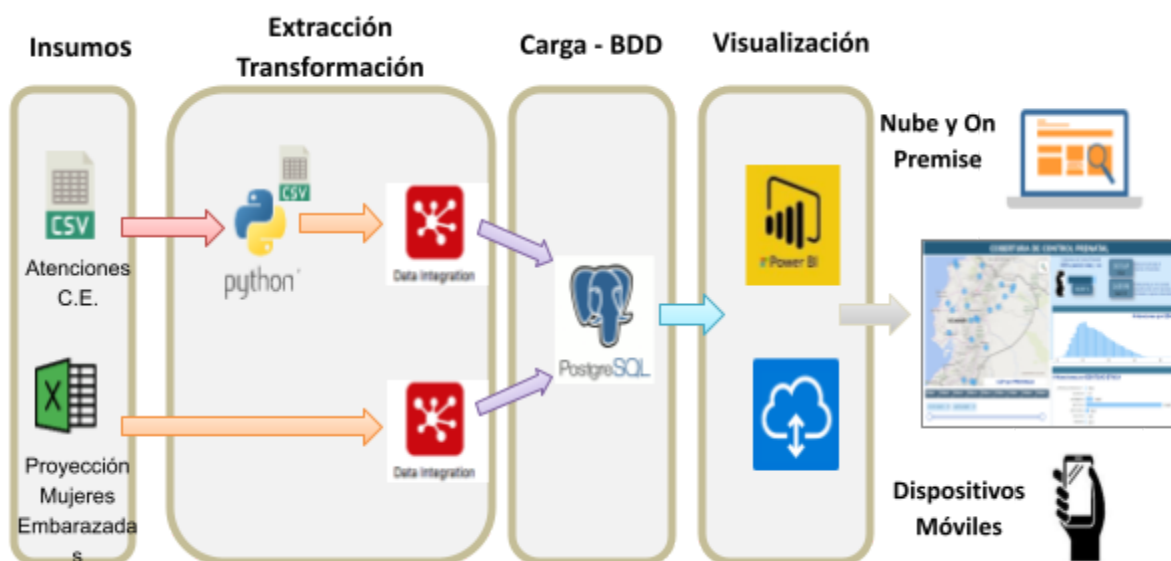 Insumos
Extracción
Transformación
Carga - BDD
Visualización
CSV
Atenciones
C.E.
Proyección
Mujeres
Embarazada
s
CSV
python
Data Integration
Data Integration
PostgreSQL
Power BI
Nube y On
Premise
COBERTURA DE CONTROL PRENATAL
Dispositivos
Móviles